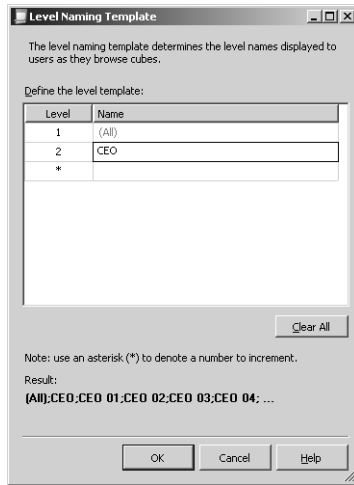 Level Naming Template
The level naming template determines the level names displayed to
users as they browse cubes.
Define the level template:
Level Name
1 (All)
2 CEO
*
Clear All
Note: use an asterisk (*) to denote a number to increment.
Result:
(All);CEO;CEO 01;CEO 02;CEO 03;CEO 04; ...
OK Cancel Help